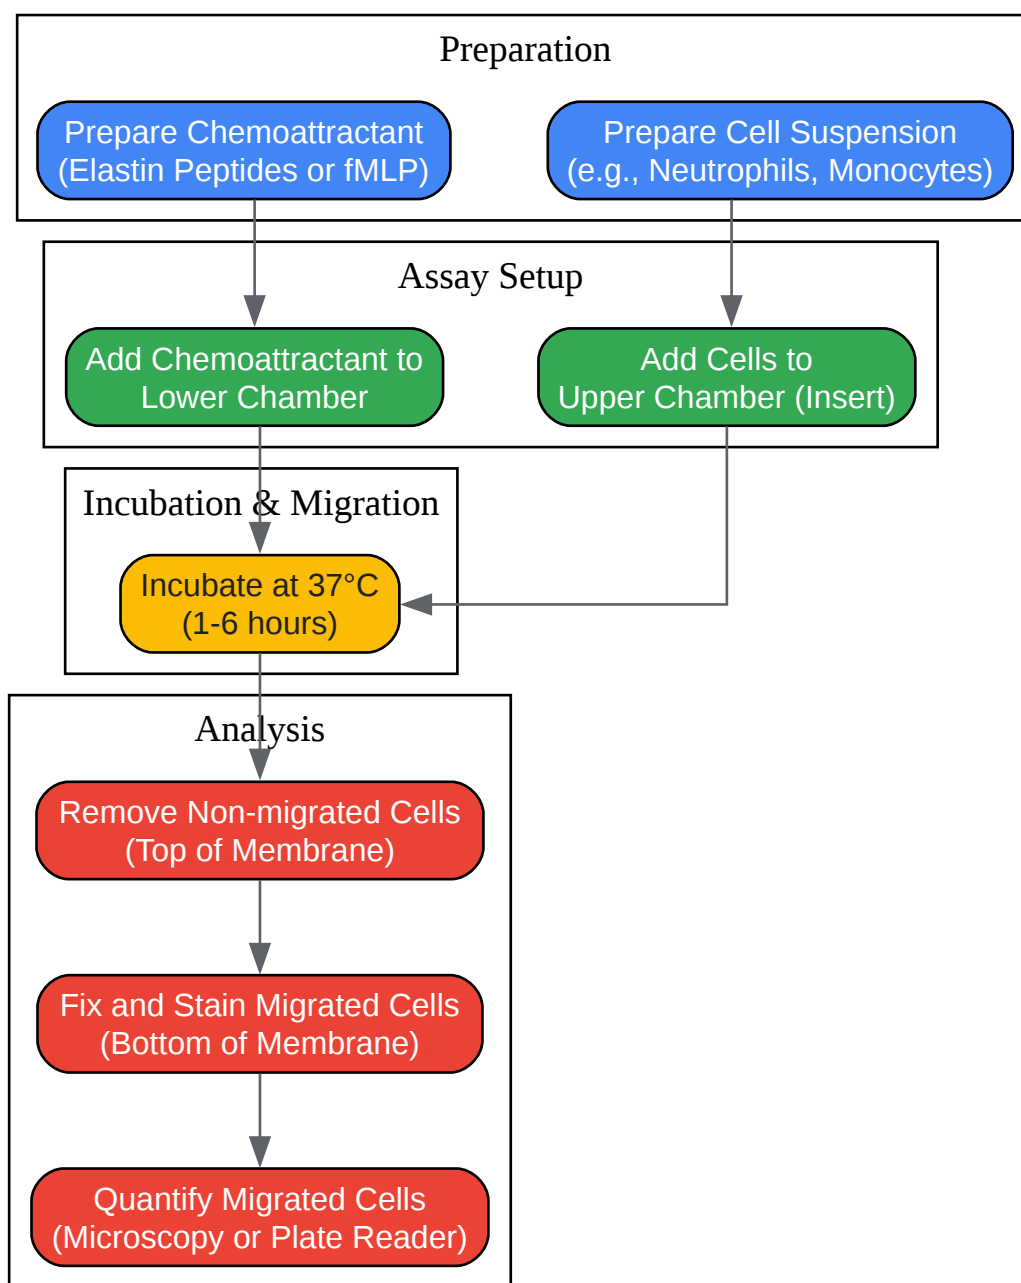 Preparation
Prepare Chemoattractant
(Elastin Peptides or fMLP)
Prepare Cell Suspension
(e.g., Neutrophils, Monocytes)
Assay Setup
Add Chemoattractant to
Lower Chamber
Add Cells to
Upper Chamber (Insert)
Incubation & Migration
Incubate at 37°C
(1-6 hours)
Analysis
Remove Non-migrated Cells
(Top of Membrane)
Fix and Stain Migrated Cells
(Bottom of Membrane)
Quantify Migrated Cells
(Microscopy or Plate Reader)